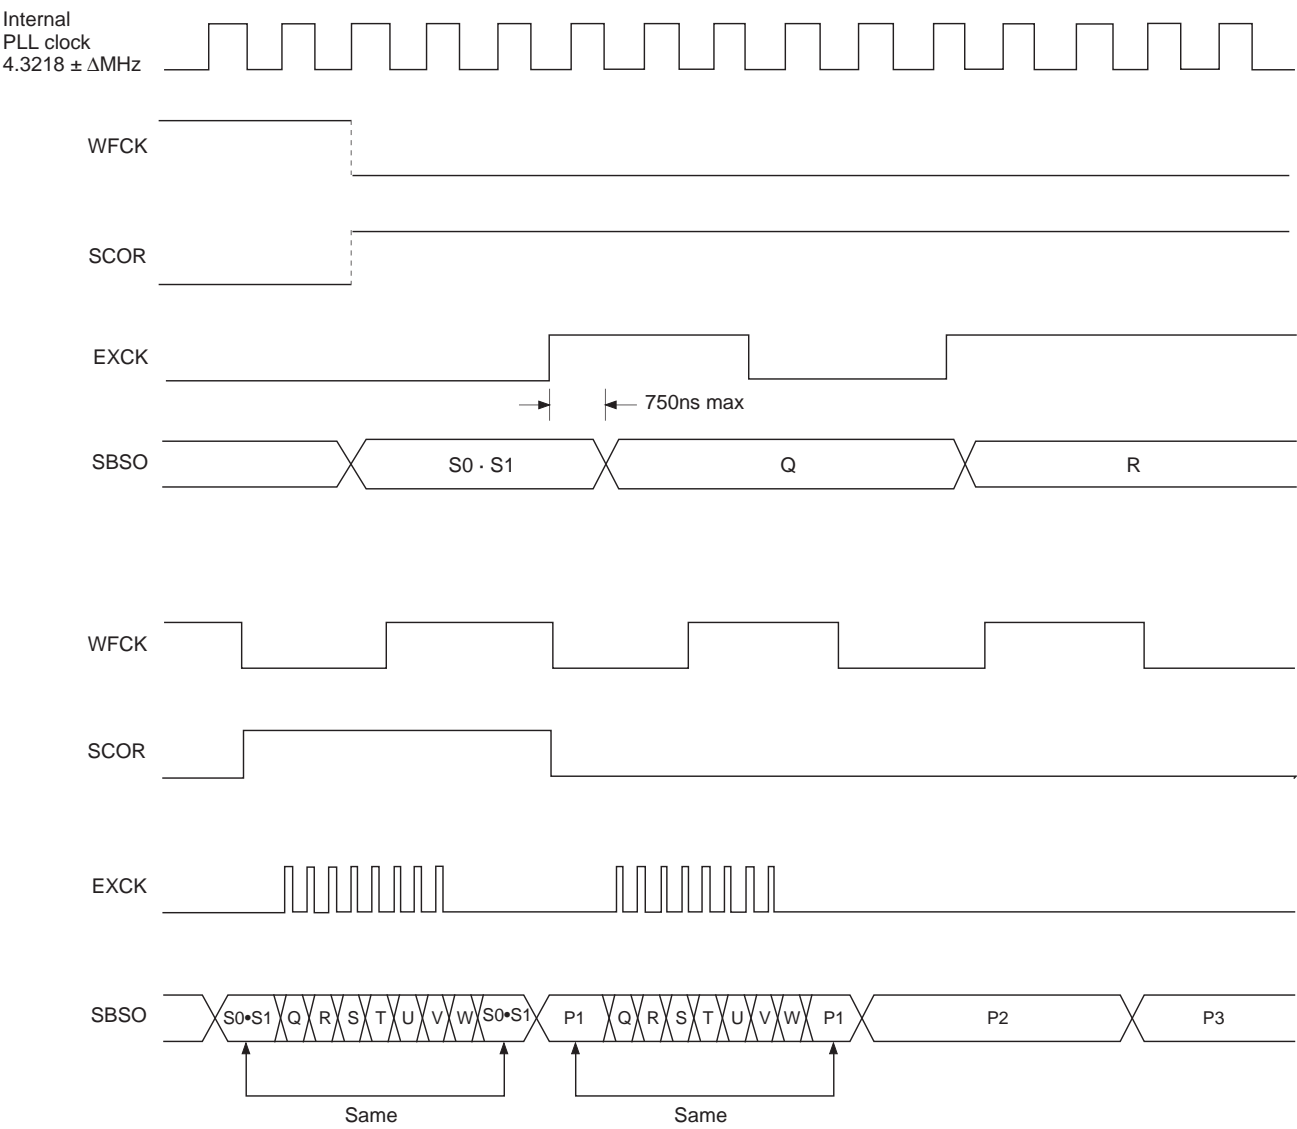 Internal
PLL clock
4.3218 ± ΔMHz
WFCK
SCOR
EXCK
750ns max
SBSO
S0 · S1
Q
R
WFCK
SCOR
EXCK
SBSO
S0•S1 Q R S T U V W S0•S1 P1 Q R S T U V W P1 P2 P3
Same
Same